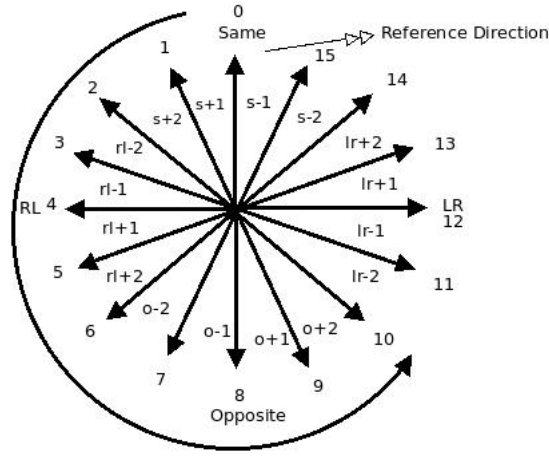 0
Same
Reference Direction
1
15
2
14
s+2
s+1
s-1
s-2
3
rl-2
lr+2
13
rl-1
lr+1
RL 4
LR
12
rl+1
lr-1
5
rl+2
lr-2
11
6
o-2
o-1
o+1
o+2
10
7
8
9
Opposite